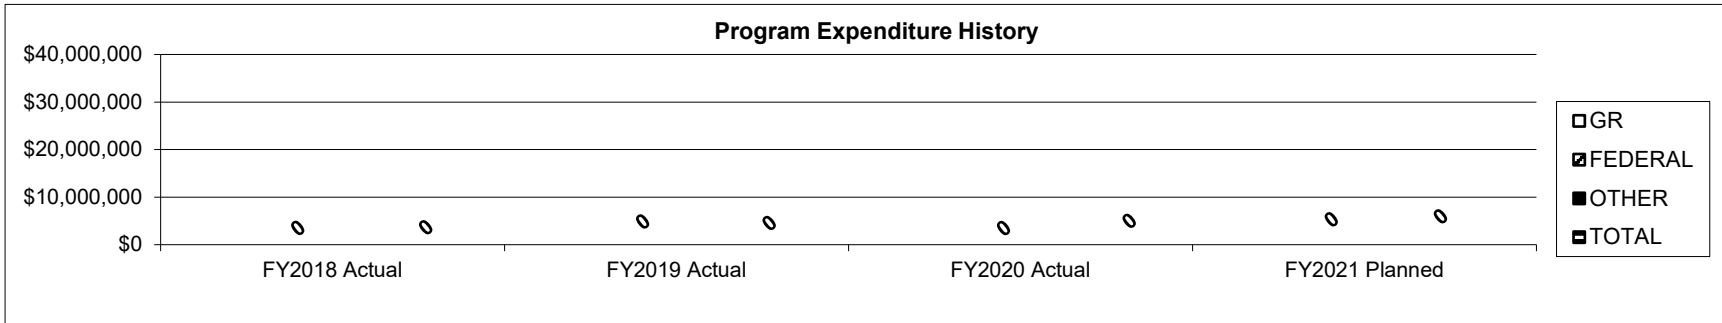 Program Expenditure History
$40,000,000
$30,000,000
$20,000,000
$10,000,000
$0
0 0 0 0 0 0 0 0
FY2018 Actual FY2019 Actual FY2020 Actual FY2021 Planned
GR
FEDERAL
OTHER
TOTAL